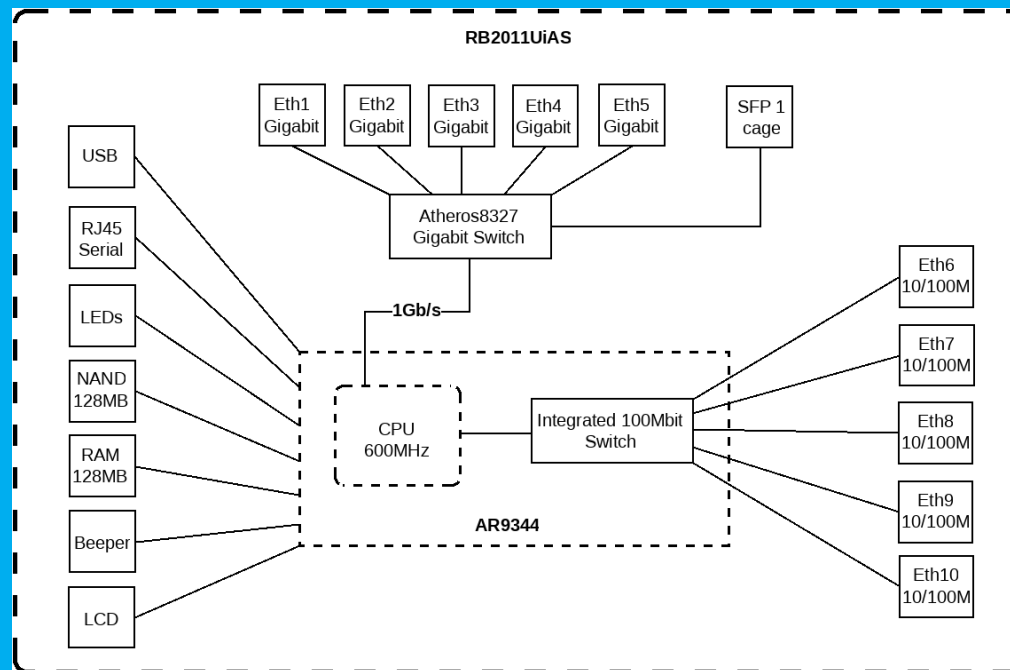 RB2011UiAS
Eth1
Gigabit
Eth2
Gigabit
Eth3
Gigabit
Eth4
Gigabit
Eth5
Gigabit
SFP 1
cage
USB
RJ45
Serial
LEDs
NAND
128MB
RAM
128MB
Beeper
LCD
Atheros8327
Gigabit Switch
1Gb/s
CPU
600MHz
Integrated 100Mbit
Switch
AR9344
Eth6
10/100M
Eth7
10/100M
Eth8
10/100M
Eth9
10/100M
Eth10
10/100M